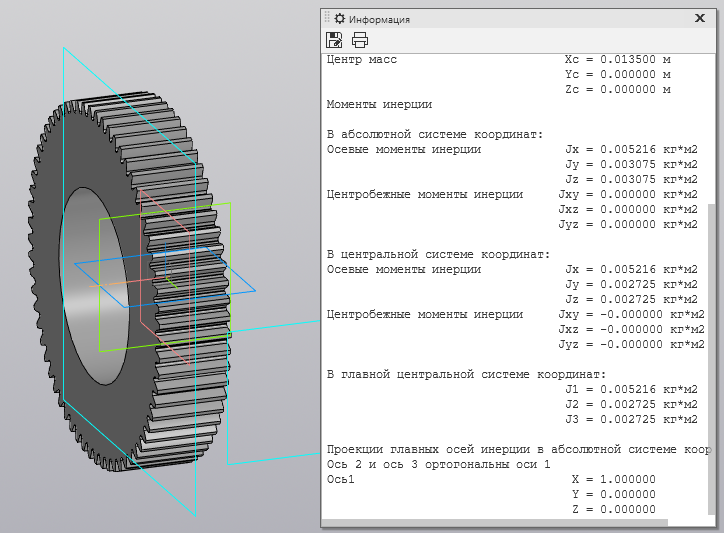 Информация
Центр масс Xc = 0.013500 м
Yc = 0.000000 м
Zc = 0.000000 м
Моменты инерции
В абсолютной системе координат:
Осевые моменты инерции Jx = 0.005216 кг*м2
Jy = 0.003075 кг*м2
Jz = 0.003075 кг*м2
Центробежные моменты инерции Jxy = 0.000000 кг*м2
Jxz = 0.000000 кг*м2
Jyz = 0.000000 кг*м2
В центральной системе координат:
Осевые моменты инерции Jx = 0.005216 кг*м2
Jy = 0.002725 кг*м2
Jz = 0.002725 кг*м2
Центробежные моменты инерции Jxy = -0.000000 кг*м2
Jxz = -0.000000 кг*м2
Jyz = -0.000000 кг*м2
В главной центральной системе координат:
J1 = 0.005216 кг*м2
J2 = 0.002725 кг*м2
J3 = 0.002725 кг*м2
Проекции главных осей инерции в абсолютной системе коор
Ось 2 и ось 3 ортогональны оси 1
Ось1 X = 1.000000
Y = 0.000000
Z = 0.000000